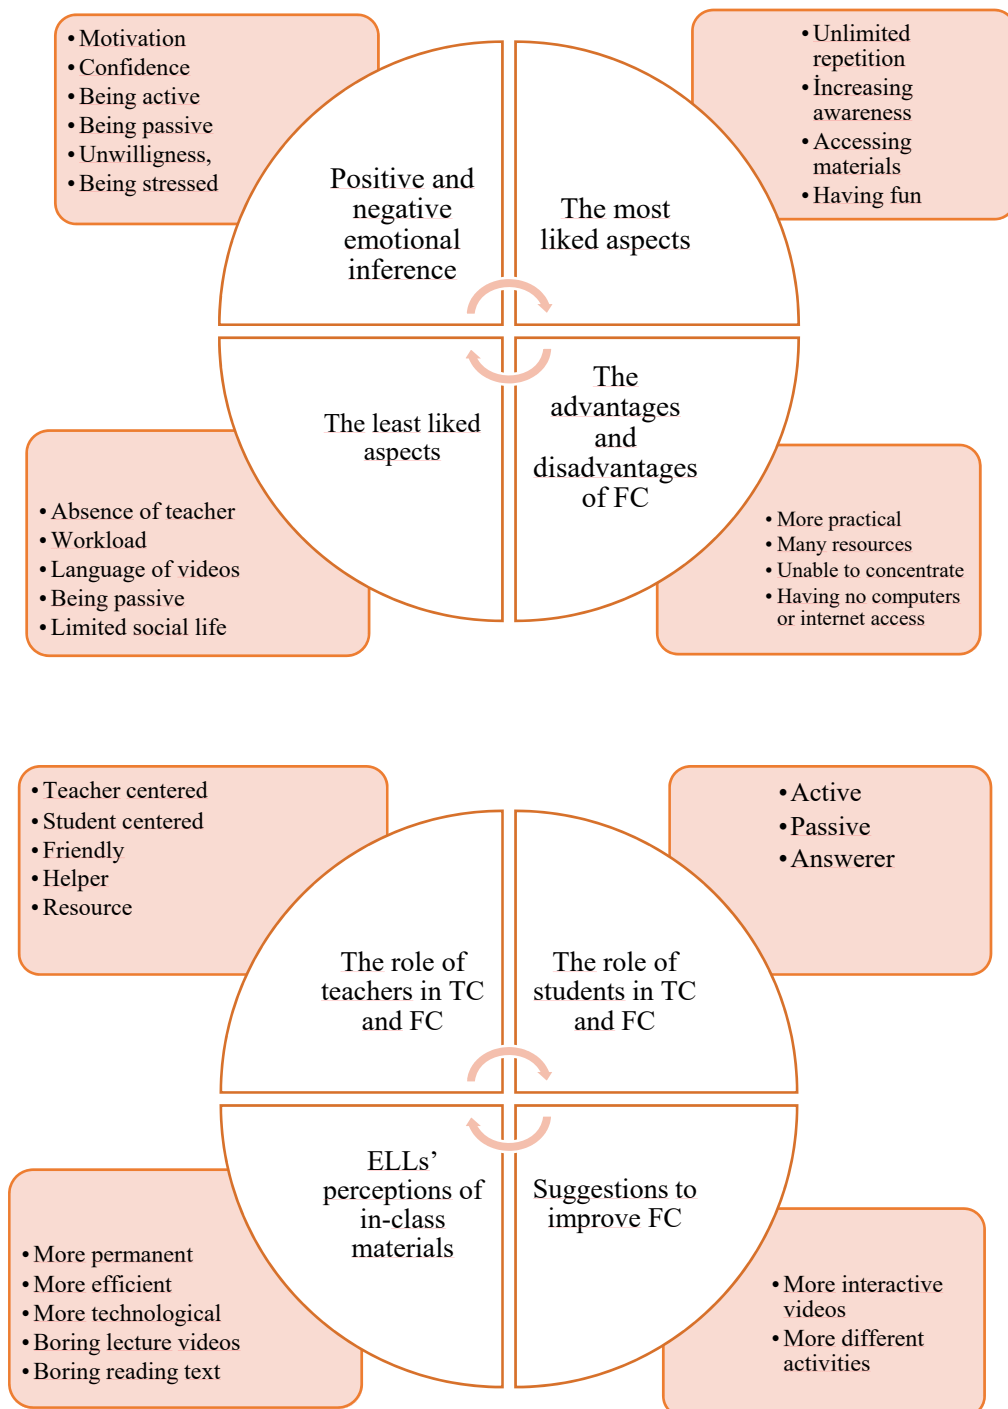 • Motivation
• Confidence
• Being active
• Being passive
• Unwilligness,
• Being stressed
Positive and
negative
emotional
inference
• Unlimited
repetition
• İncreasing
awareness
• Accessing
materials
• Having fun
The most
liked aspects
The least liked
aspects
• Absence of teacher
• Workload
• Language of videos
• Being passive
• Limited social life
The
advantages
and
disadvantages
of FC
• More practical
• Many resources
• Unable to concentrate
• Having no computers
or internet access
• Teacher centered
• Student centered
• Friendly
• Helper
• Resource
The role of
teachers in TC
and FC
• Active
• Passive
• Answerer
The role of
students in TC
and FC
ELLs’
perceptions of
in-class
materials
• More permanent
• More efficient
• More technological
• Boring lecture videos
• Boring reading text
Suggestions to
improve FC
• More interactive
videos
• More different
activities